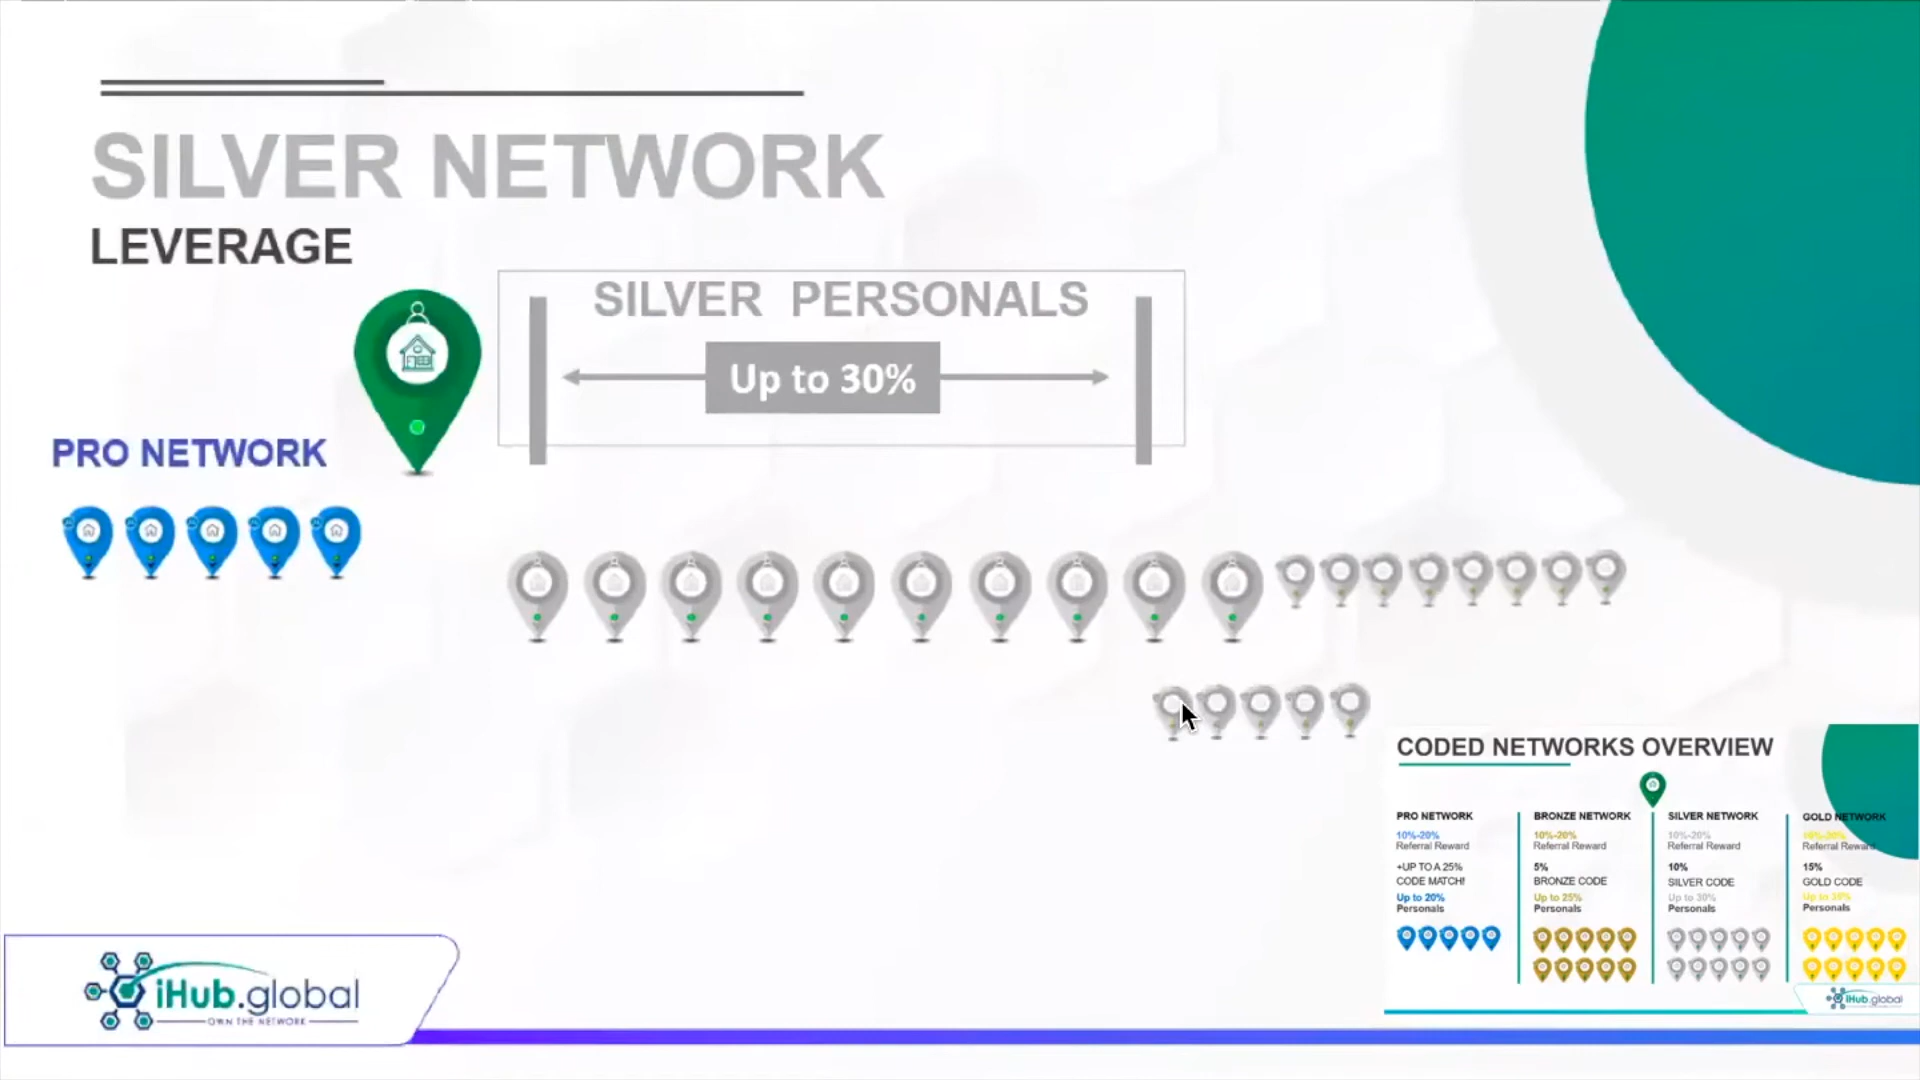 SILVER NETWORK
LEVERAGE
SILVER PERSONALS
Up to 30%
PRO NETWORK
CODED NETWORKS OVERVIEW
PRO NETWORK
10%-20%
Referral Reward
+UP TO A 25%
CODE MATCH!
Up to 20%
Personals
BRONZE NETWORK
10%-20%
Referral Reward
5%
BRONZE CODE
Up to 25%
Personals
SILVER NETWORK
10%-20%
Referral Reward
10%
SILVER CODE
Up to 30%
Personals
GOLD NETWORK
Referral Reward
15%
GOLD CODE
Personals
iHub.global
iHub.global
OWN THE NETWORK